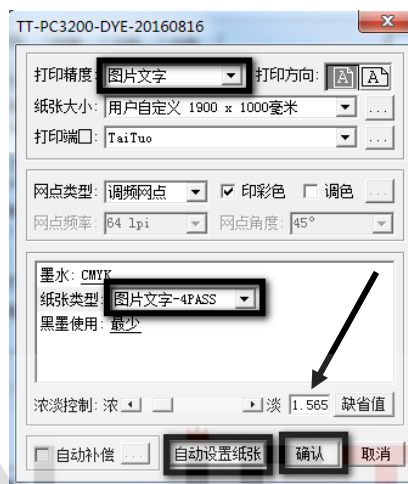 TT-PC3200-DYE-20160816
打印精度: 图片文字 打印方向: A A
纸张大小: 用户自定义 1900 x 1000毫米 ...
打印端口: TaiTuo ...
网点类型: 调频网点 印彩色 调色 ...
网点频率: 64 lpi 网点角度: 45°
墨水: CMYK
纸张类型: 图片文字-4PASS
黑墨使用: 最少
浓淡控制: 浓 淡 1.565 缺省值
自动补偿 ... 自动设置纸张 确认 取消